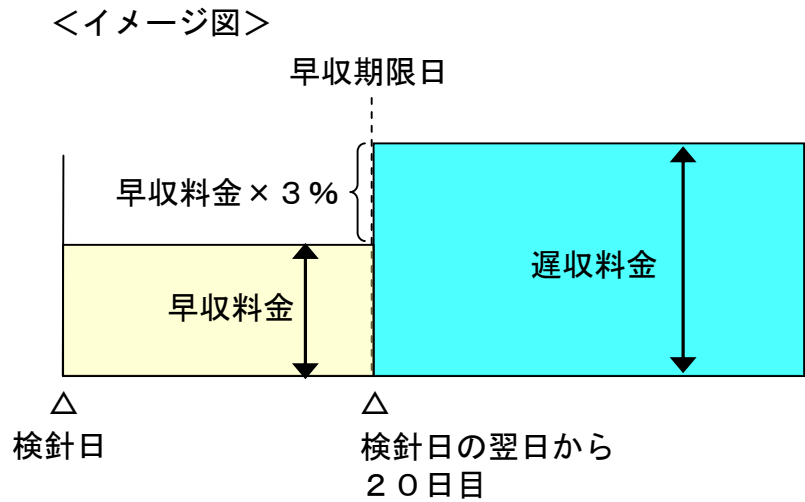 ＜イメージ図＞
早収期限日
早収料金×３%
早収料金
遅収料金
△
△
検針日
検針日の翌日から
２０日目